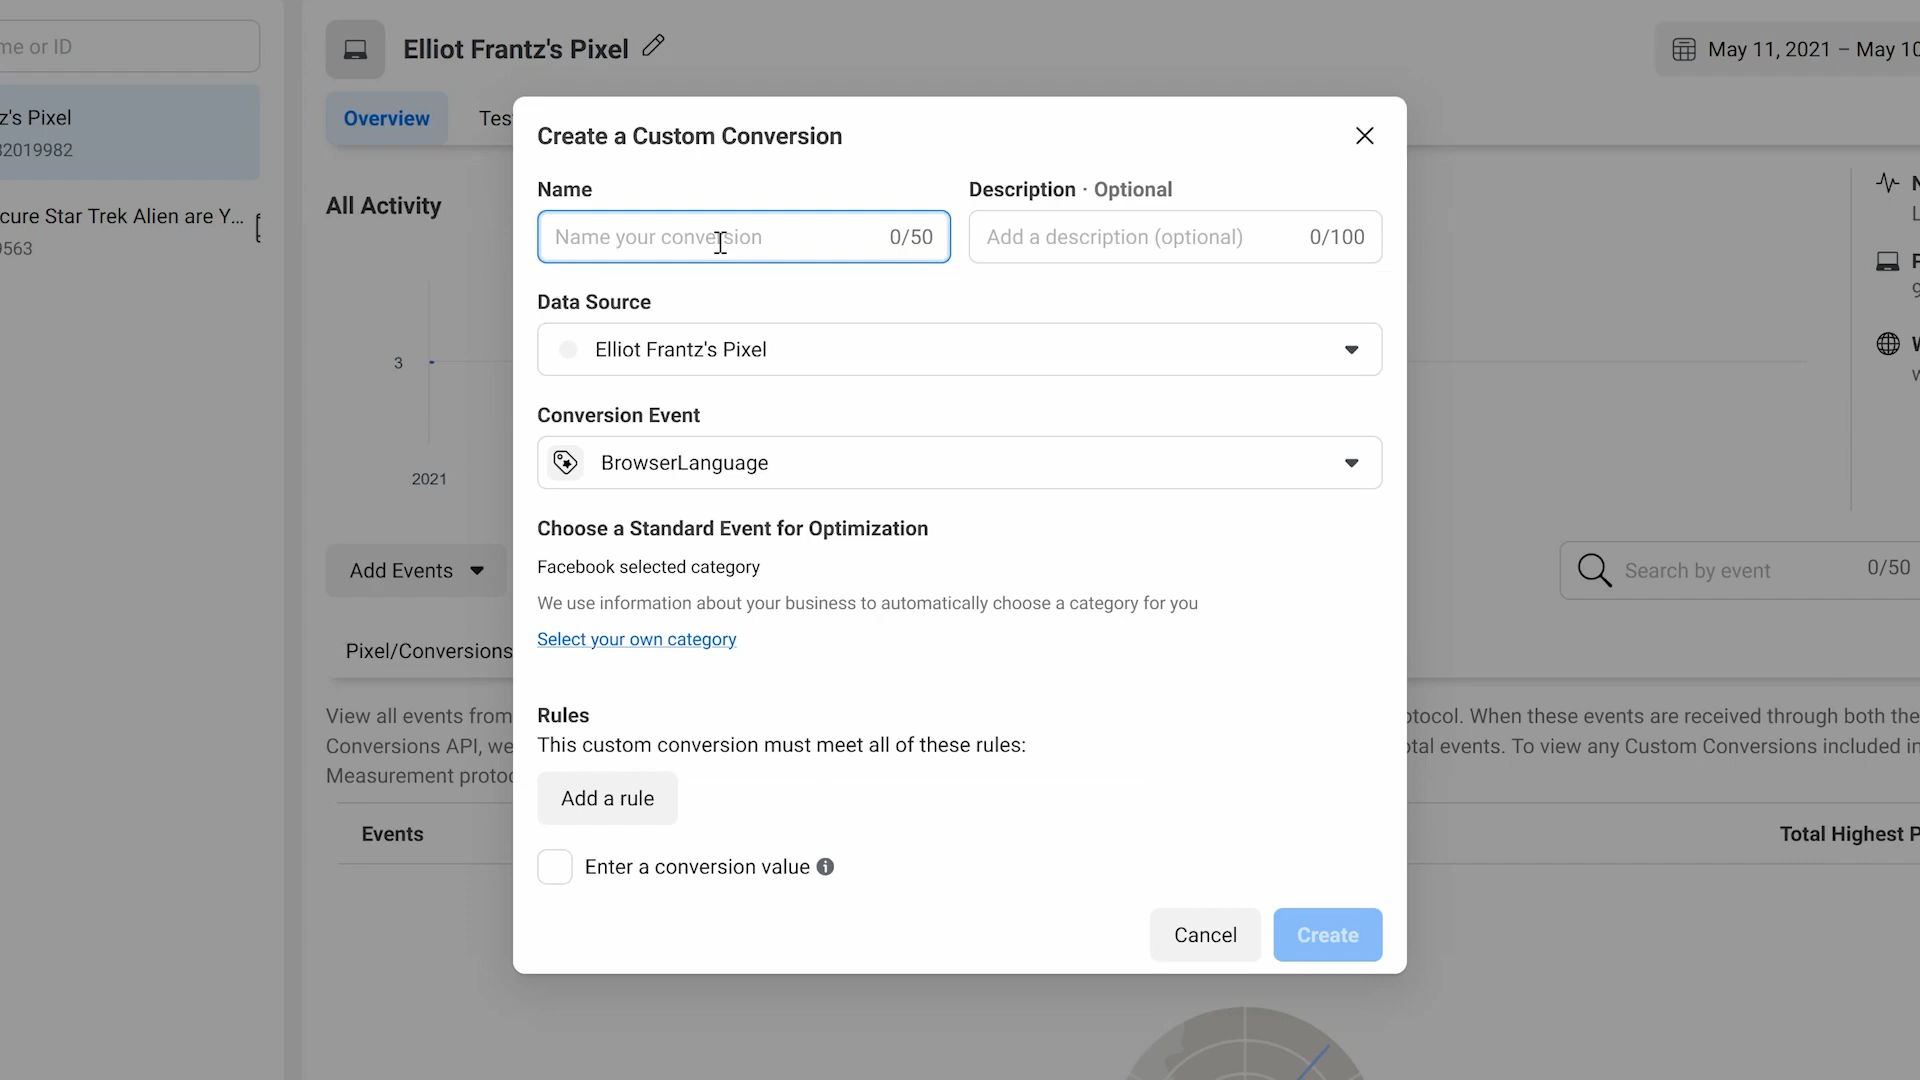 me or ID
Elliot Frantz's Pixel
May 11, 2021 – May 10
z's Pixel
32019982
Overview
Tes
cure Star Trek Alien are Y...
9563
All Activity
3
2021
Add Events
Search by event
0/50
Pixel/Conversions
View all events from
Conversions API, we
Measurement protoc
otocol. When these events are received through both the
otal events. To view any Custom Conversions included in
Events
Total Highest P
Create a Custom Conversion
Name
Description · Optional
Name your conversion 0/50
Add a description (optional) 0/100
Data Source
Elliot Frantz's Pixel
Conversion Event
BrowserLanguage
Choose a Standard Event for Optimization
Facebook selected category
We use information about your business to automatically choose a category for you
Select your own category
Rules
This custom conversion must meet all of these rules:
Add a rule
Enter a conversion value
Cancel
Create